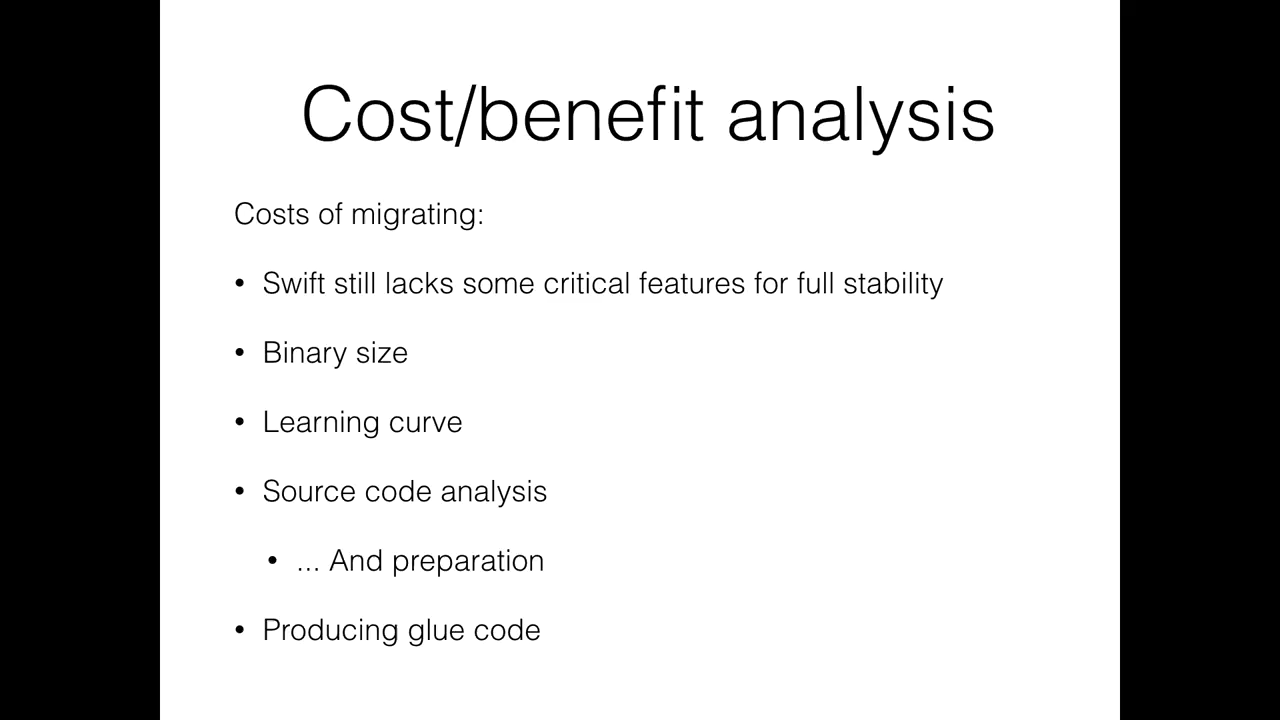 Cost/benefit analysis
Costs of migrating:
• Swift still lacks some critical features for full stability
• Binary size
• Learning curve
• Source code analysis
• ... And preparation
• Producing glue code